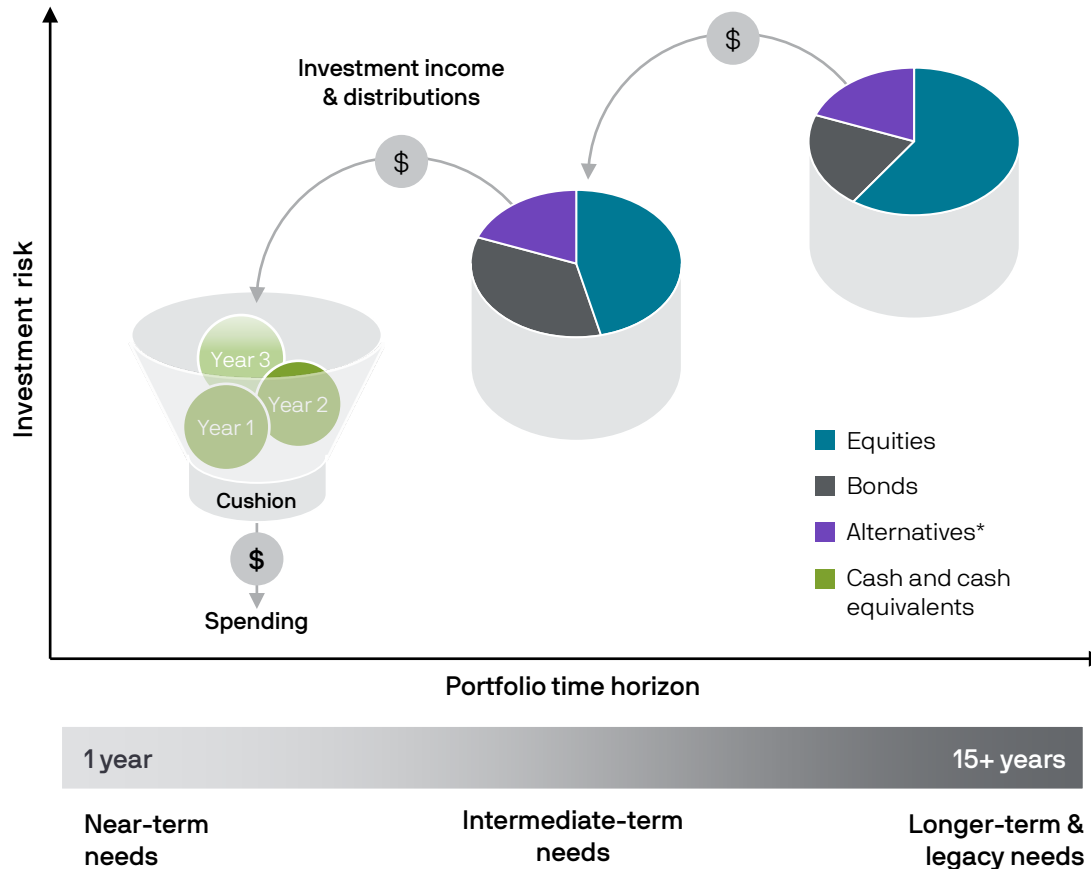 $
Investment income
& distributions
$
Investment risk
Year 3
Year 2
Year 1
Cushion
$
Spending
Equities
Bonds
Alternatives*
Cash and cash
equivalents
Portfolio time horizon
1 year
15+ years
Near-term
needs
Intermediate-term
needs
Longer-term &
legacy needs